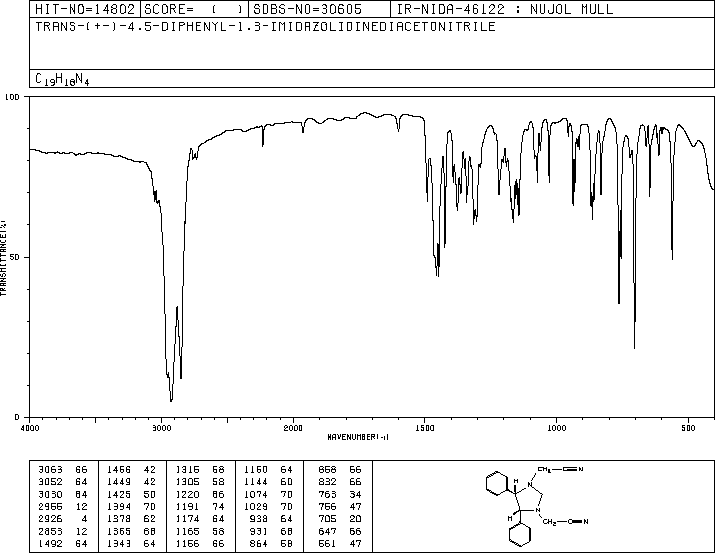 HIT-NO=14802 SCORE= ( ) SDBS-NO=30605 IR-NIDA-46122 : NUJOL MULL
TRANS-(+-)-4,5-DIPHENYL-1,3-IMIDAZOLIDINEDIACETONITRILE
C19H18N4
100
50
0
TRANSMITTANCE(%)
4000 3000 2000 1500 1000 500
WAVENUMBER(-1)
3063 66 1456 42 1316 58 1160 64 868 56
3052 64 1449 42 1305 58 1144 60 832 66
3030 64 1425 50 1220 66 1074 70 763 34
2955 12 1394 70 1191 74 1029 70 756 47
2926 4 1378 62 1174 64 938 64 705 20
2853 12 1365 68 1165 58 931 68 647 66
1492 64 1343 64 1156 66 864 58 561 47
CH2 C N
H N
H N
CH2 C N